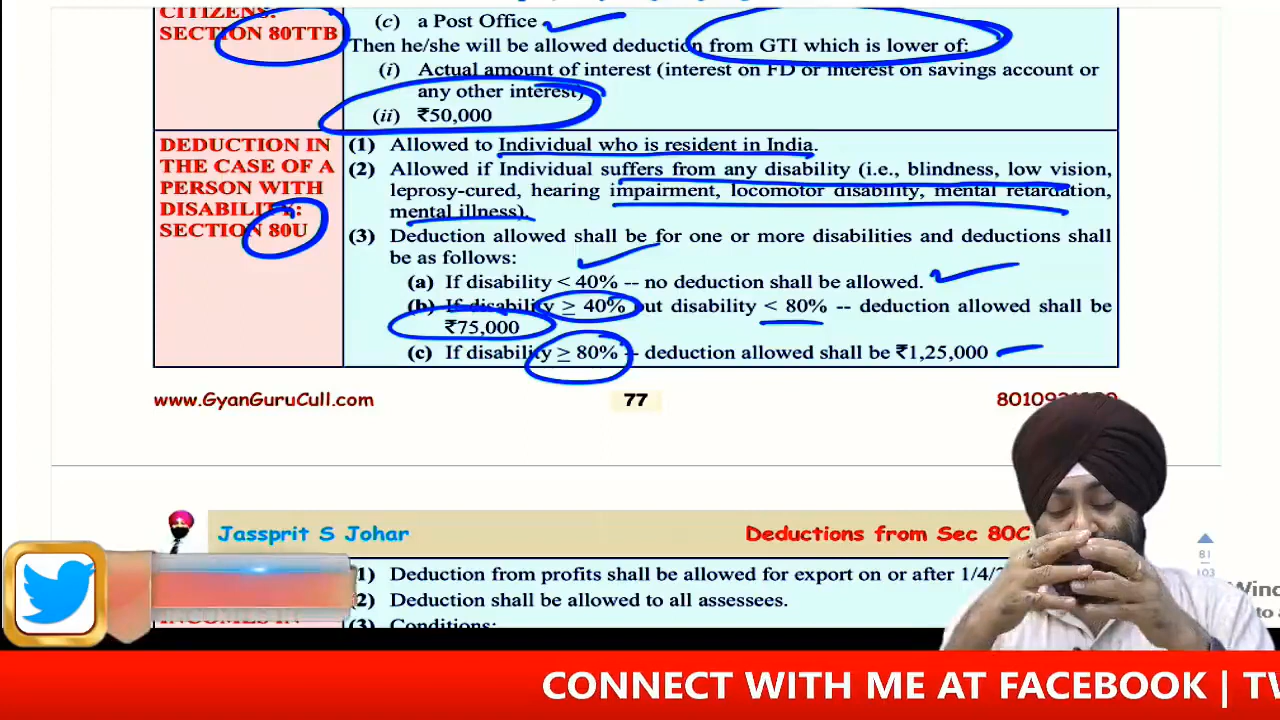 CITIZENS:
SECTION 80TTB
(c) a Post Office
Then he/she will be allowed deduction from GTI which is lower of:
(i) Actual amount of interest (interest on FD or interest on savings account or
any other interest)
(ii) ₹50,000
DEDUCTION IN
THE CASE OF A
PERSON WITH
DISABILITY:
SECTION 80U
(1) Allowed to Individual who is resident in India.
(2) Allowed if Individual suffers from any disability (i.e., blindness, low vision,
leprosy-cured, hearing impairment, locomotor disability, mental retardation,
mental illness).
(3) Deduction allowed shall be for one or more disabilities and deductions shall
be as follows:
(a) If disability < 40% -- no deduction shall be allowed.
(b) If disability ≥ 40% but disability < 80% -- deduction allowed shall be
₹75,000
(c) If disability ≥ 80% -- deduction allowed shall be ₹1,25,000
www.GyanGuruCull.com
77
Jassprit S Johar
Deductions from Sec 80C
81
103
1) Deduction from profits shall be allowed for export on or after 1/4/
(2) Deduction shall be allowed to all assessees.
INCOMES IN
(3) Conditions:
CONNECT WITH ME AT FACEBOOK | TW